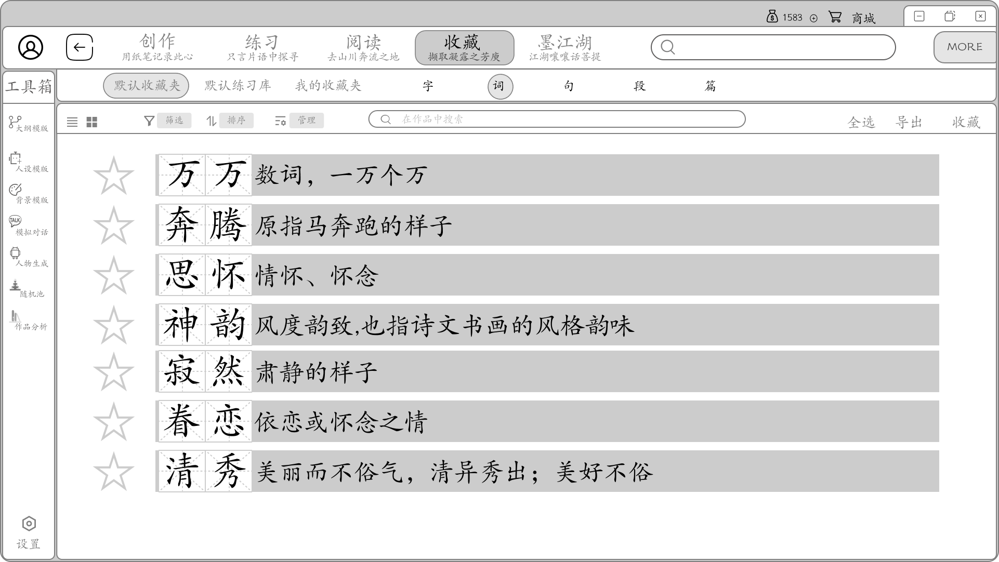 1583 商城
创作 练习 阅读 收藏 墨江湖 MORE
用纸笔记录此心 只言片语中探寻 去山川奔流之地 撷取凝露之芳庾 江湖嚷嚷话菩提
工具箱 默认收藏夹 默认练习库 我的收藏夹 字 词 句 段 篇
筛选 排序 管理 在作品中搜索 全选 导出 收藏
大纲模版
人设模版
背景模版
TALK
模拟对话
人物生成
随机池
作品分析
设置
万万 数词，一万个万
奔腾 原指马奔跑的样子
思怀 情怀、怀念
神韵 风度韵致,也指诗文书画的风格韵味
寂然 肃静的样子
眷恋 依恋或怀念之情
清秀 美丽而不俗气，清异秀出；美好不俗